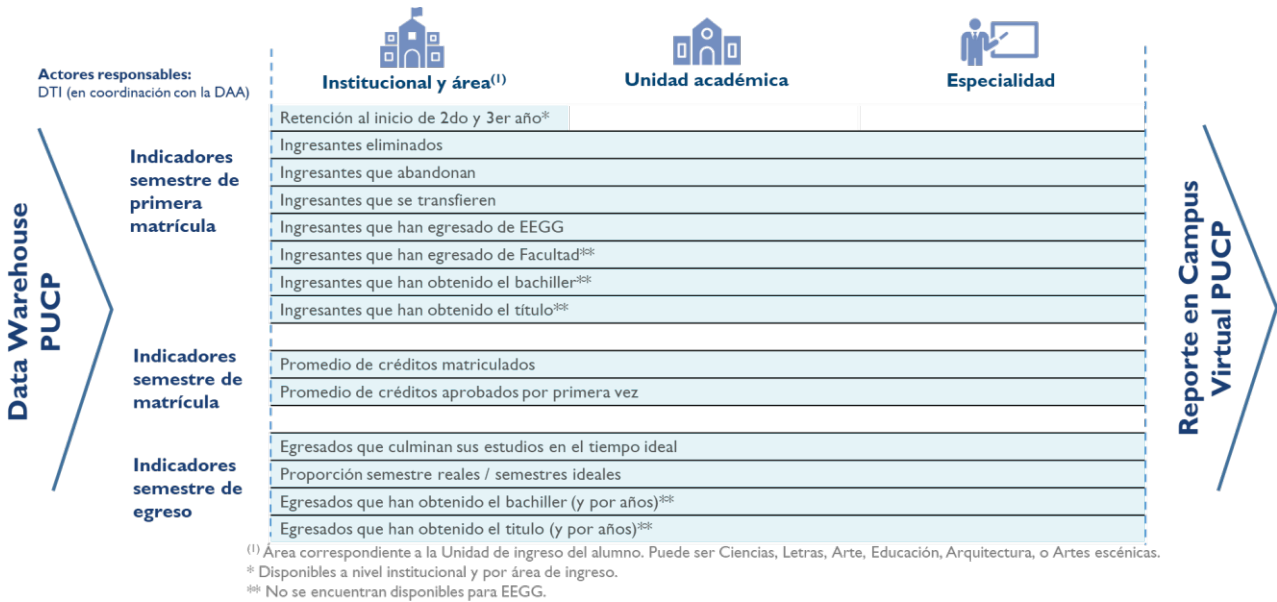 Actores responsables:
DTI (en coordinación con la DAA)
Institucional y área(1)
Unidad académica
Especialidad
Data Warehouse
PUCP
Indicadores
semestre de
primera
matrícula
Retención al inicio de 2do y 3er año*
Ingresantes eliminados
Ingresantes que abandonan
Ingresantes que se transfieren
Ingresantes que han egresado de EEGG
Ingresantes que han egresado de Facultad**
Ingresantes que han obtenido el bachiller**
Ingresantes que han obtenido el título**
Indicadores
semestre de
matrícula
Promedio de créditos matriculados
Promedio de créditos aprobados por primera vez
Indicadores
semestre de
egreso
Egresados que culminan sus estudios en el tiempo ideal
Proporción semestre reales / semestres ideales
Egresados que han obtenido el bachiller (y por años)**
Egresados que han obtenido el titulo (y por años)**
Reporte en Campus
Virtual PUCP
(1) Área correspondiente a la Unidad de ingreso del alumno. Puede ser Ciencias, Letras, Arte, Educación, Arquitectura, o Artes escénicas.
* Disponibles a nivel institucional y por área de ingreso.
** No se encuentran disponibles para EEGG.